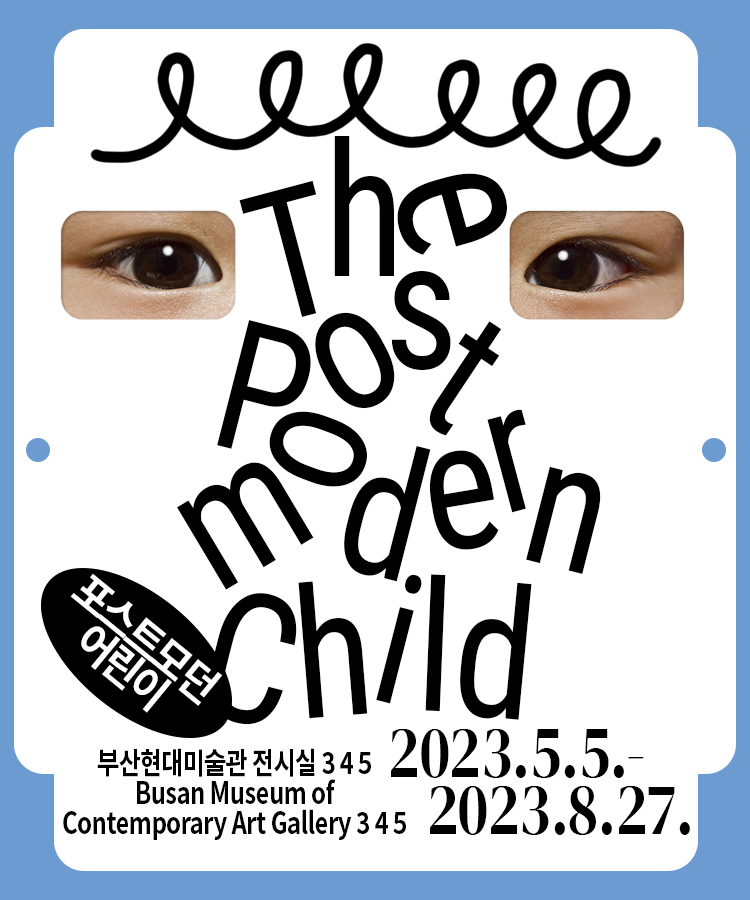 The
Post
modern
Child
포스트모던
어린이
부산현대미술관 전시실 3 4 5
Busan Museum of
Contemporary Art Gallery 3 4 5
2023.5.5.–
2023.8.27.